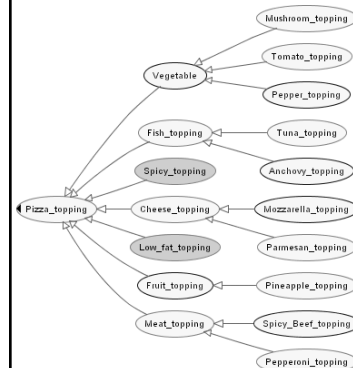 Mushroom_topping
Tomato_topping
Vegetable
Pepper_topping
Fish_topping
Tuna_topping
Spicy_topping
Anchovy_topping
Pizza_topping
Cheese_topping
Mozzarella_topping
Low_fat_topping
Parmesan_topping
Fruit_topping
Pineapple_topping
Meat_topping
Spicy_Beef_topping
Pepperoni_topping